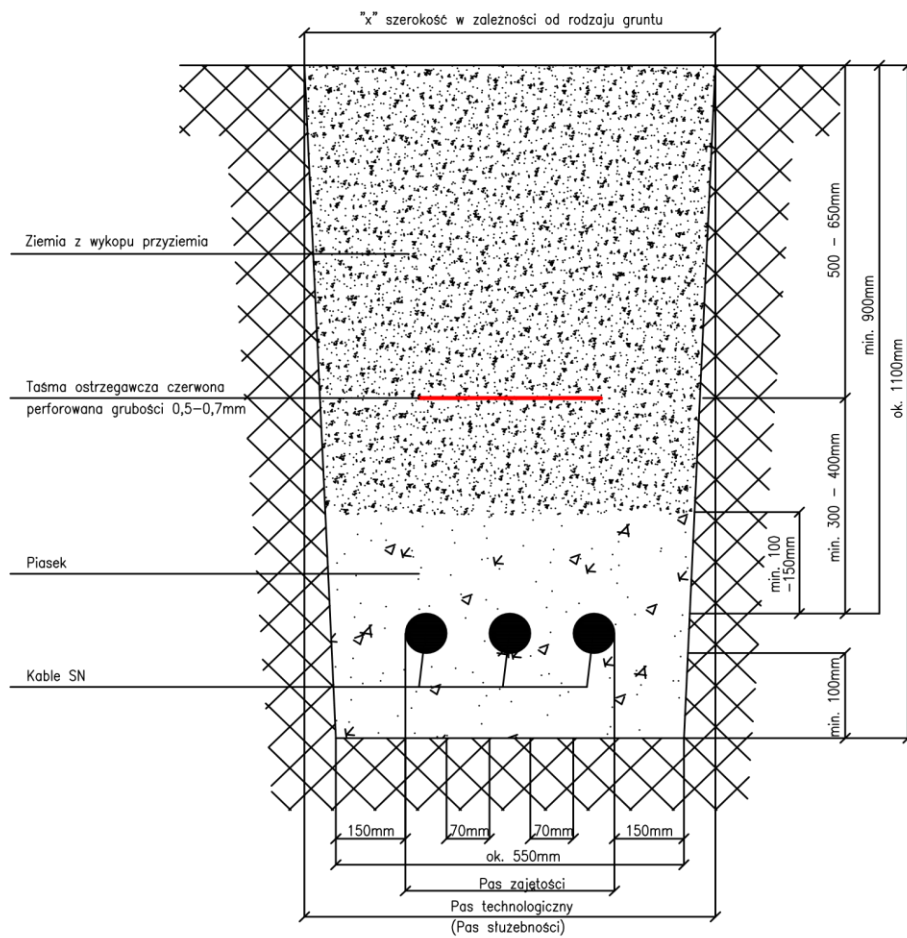 "x" szerokość w zależności od rodzaju gruntu
Ziemia z wykopu przyziemia
Taśma ostrzegawcza czerwona
perforowana grubości 0,5-0,7mm
Piasek
Kable SN
500 - 650mm
min. 900mm
ok. 1100mm
min. 300 - 400mm
min. 100
-150mm
min. 100mm
150mm
70mm
70mm
150mm
ok. 550mm
Pas zajętości
Pas technologiczny
(Pas służebności)